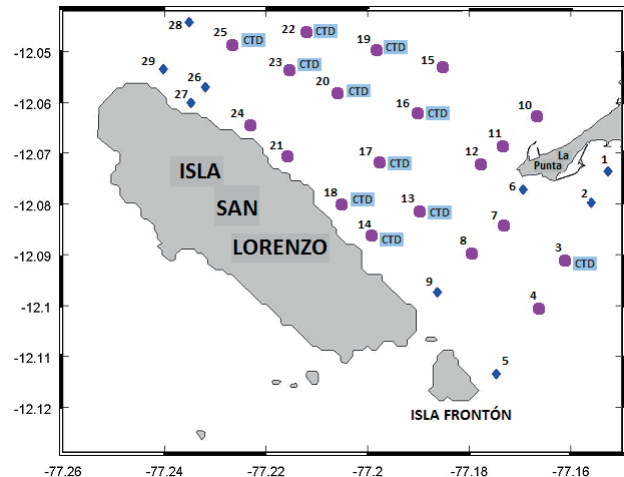 28
25 CTD
22 CTD
19 CTD
-12.05
29
23 CTD
15
26
20 CTD
-12.06
27
16 CTD
10
24
11
-12.07
21
17 CTD
12
La
Punta
1
ISLA
6
2
-12.08
18 CTD
13 CTD
SAN
7
14 CTD
LORENZO
8
3 CTD
-12.09
9
4
-12.1
-12.11
5
ISLA FRONTÓN
-12.12
-77.26
-77.24
-77.22
-77.2
-77.18
-77.16